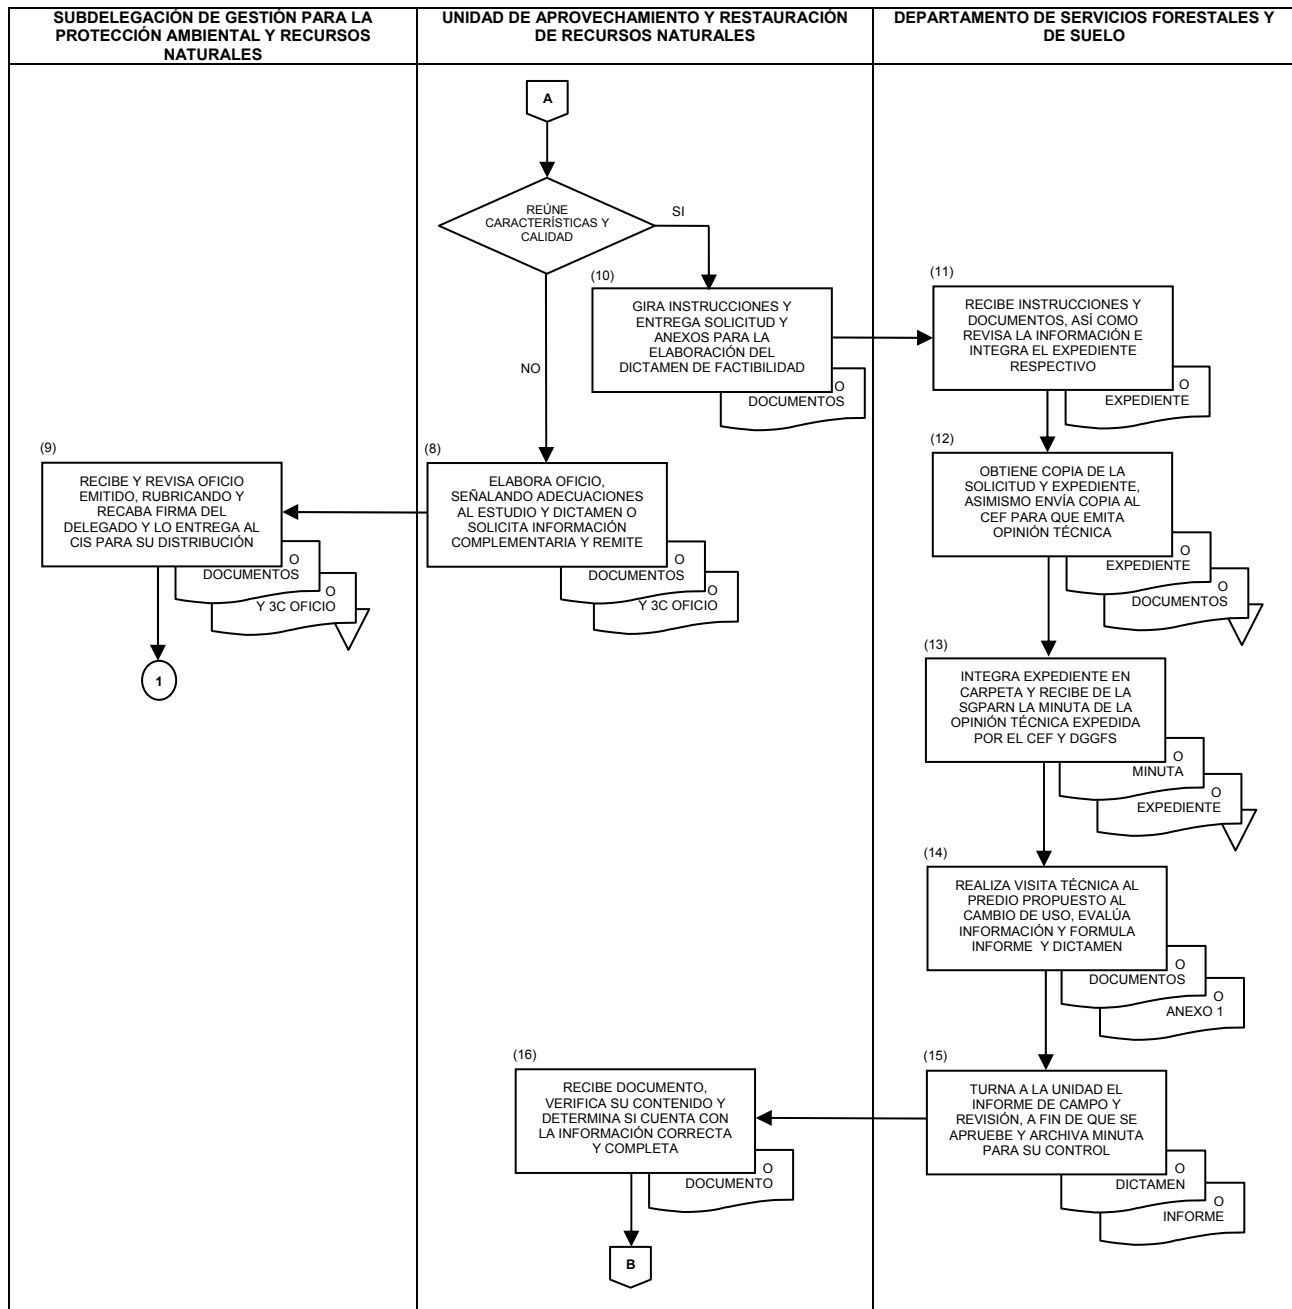 SUBDELEGACIÓN DE GESTIÓN PARA LA
PROTECCIÓN AMBIENTAL Y RECURSOS
NATURALES
UNIDAD DE APROVECHAMIENTO Y RESTAURACIÓN
DE RECURSOS NATURALES
DEPARTAMENTO DE SERVICIOS FORESTALES Y
DE SUELO
A
REÚNE
CARACTERÍSTICAS Y
CALIDAD
SI
NO
(10)
GIRA INSTRUCCIONES Y
ENTREGA SOLICITUD Y
ANEXOS PARA LA
ELABORACIÓN DEL
DICTAMEN DE FACTIBILIDAD
O
DOCUMENTOS
(11)
RECIBE INSTRUCCIONES Y
DOCUMENTOS, ASÍ COMO
REVISA LA INFORMACIÓN E
INTEGRA EL EXPEDIENTE
RESPECTIVO
O
EXPEDIENTE
(9)
RECIBE Y REVISA OFICIO
EMITIDO, RUBRICANDO Y
RECABA FIRMA DEL
DELEGADO Y LO ENTREGA AL
CIS PARA SU DISTRIBUCIÓN
O
DOCUMENTOS
O
Y 3C OFICIO
1
(8)
ELABORA OFICIO,
SEÑALANDO ADECUACIONES
AL ESTUDIO Y DICTAMEN O
SOLICITA INFORMACIÓN
COMPLEMENTARIA Y REMITE
O
DOCUMENTOS
O
Y 3C OFICIO
(12)
OBTIENE COPIA DE LA
SOLICITUD Y EXPEDIENTE,
ASIMISMO ENVÍA COPIA AL
CEF PARA QUE EMITA
OPINIÓN TÉCNICA
O
EXPEDIENTE
O
DOCUMENTOS
(13)
INTEGRA EXPEDIENTE EN
CARPETA Y RECIBE DE LA
SGPARN LA MINUTA DE LA
OPINIÓN TÉCNICA EXPEDIDA
POR EL CEF Y DGGFS
O
MINUTA
O
EXPEDIENTE
(14)
REALIZA VISITA TÉCNICA AL
PREDIO PROPUESTO AL
CAMBIO DE USO, EVALÚA
INFORMACIÓN Y FORMULA
INFORME Y DICTAMEN
O
DOCUMENTOS
O
ANEXO 1
(15)
TURNA A LA UNIDAD EL
INFORME DE CAMPO Y
REVISIÓN, A FIN DE QUE SE
APRUEBE Y ARCHIVA MINUTA
PARA SU CONTROL
O
DICTAMEN
O
INFORME
(16)
RECIBE DOCUMENTO,
VERIFICA SU CONTENIDO Y
DETERMINA SI CUENTA CON
LA INFORMACIÓN CORRECTA
Y COMPLETA
O
DOCUMENTO
B